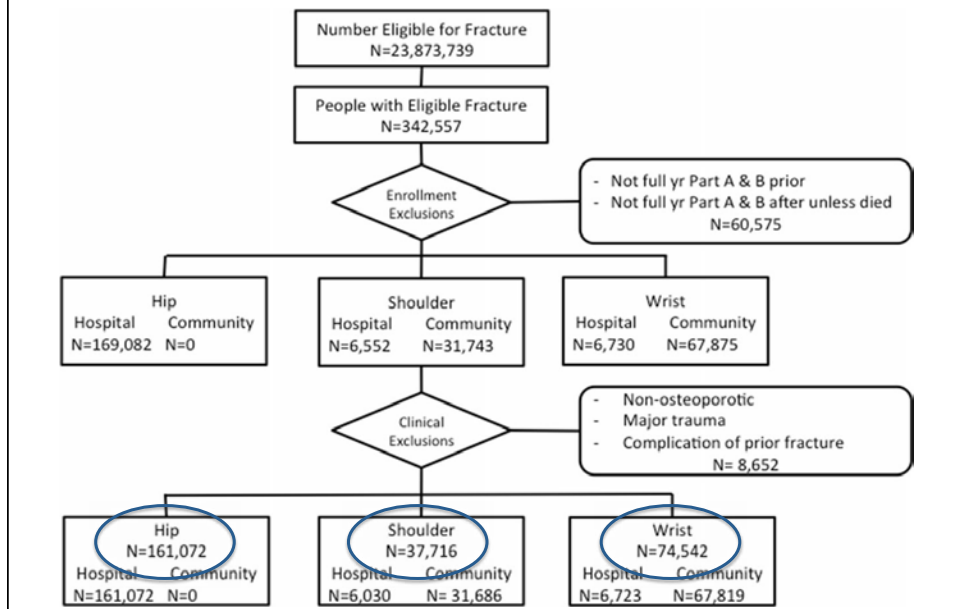 Number Eligible for Fracture
N=23,873,739
People with Eligible Fracture
N=342,557
Enrollment
Exclusions
- Not full yr Part A & B prior
- Not full yr Part A & B after unless died
N=60,575
Hip
Hospital Community
N=169,082 N=0
Shoulder
Hospital Community
N=6,552 N=31,743
Wrist
Hospital Community
N=6,730 N=67,875
Clinical
Exclusions
- Non-osteoporotic
- Major trauma
- Complication of prior fracture
N= 8,652
Hip
N=161,072
Hospital Community
N=161,072 N=0
Shoulder
N=37,716
Hospital Community
N=6,030 N= 31,686
Wrist
N=74,542
Hospital Community
N=6,723 N=67,819